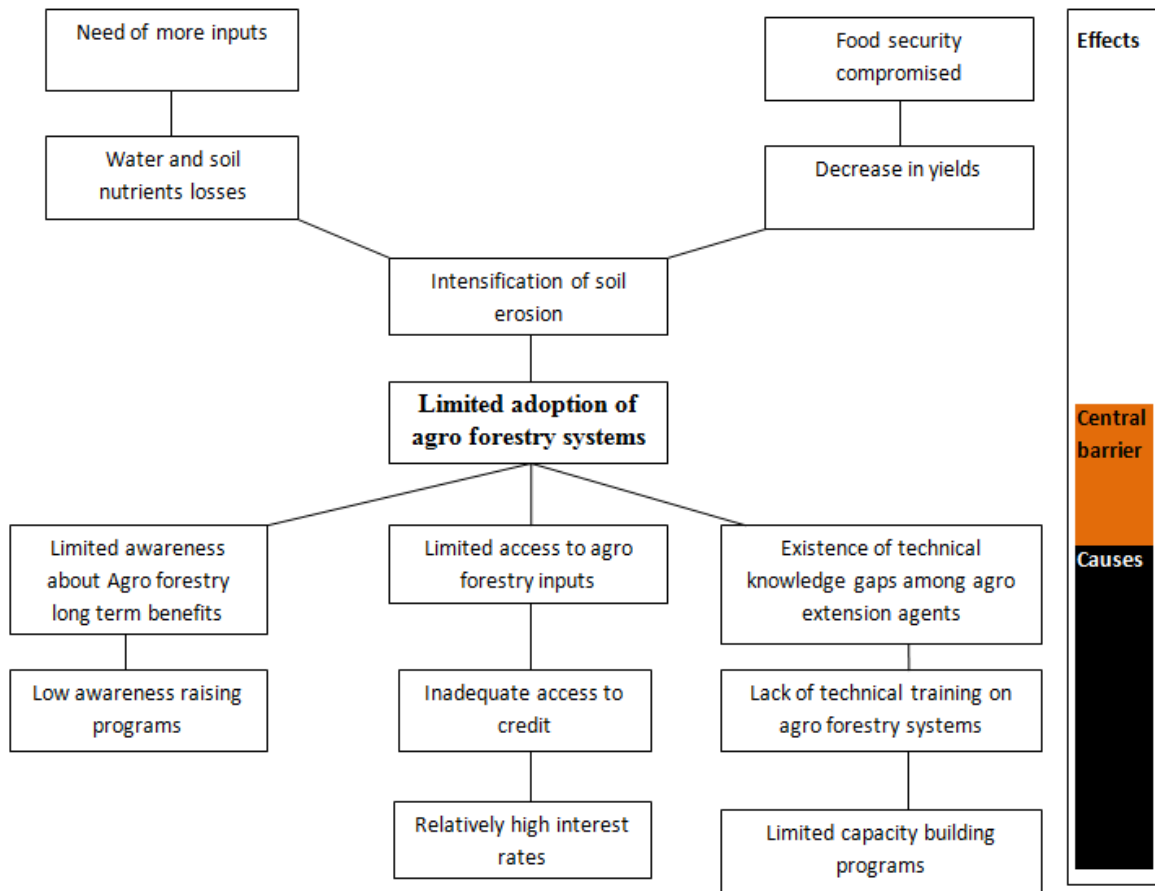 Need of more inputs
Food security
compromised
Effects
Water and soil
nutrients losses
Decrease in yields
Intensification of soil
erosion
Limited adoption of
agro forestry systems
Central
barrier
Limited awareness
about Agro forestry
long term benefits
Limited access to agro
forestry inputs
Existence of technical
knowledge gaps among agro
extension agents
Causes
Low awareness raising
programs
Inadequate access to
credit
Lack of technical training on
agro forestry systems
Relatively high interest
rates
Limited capacity building
programs